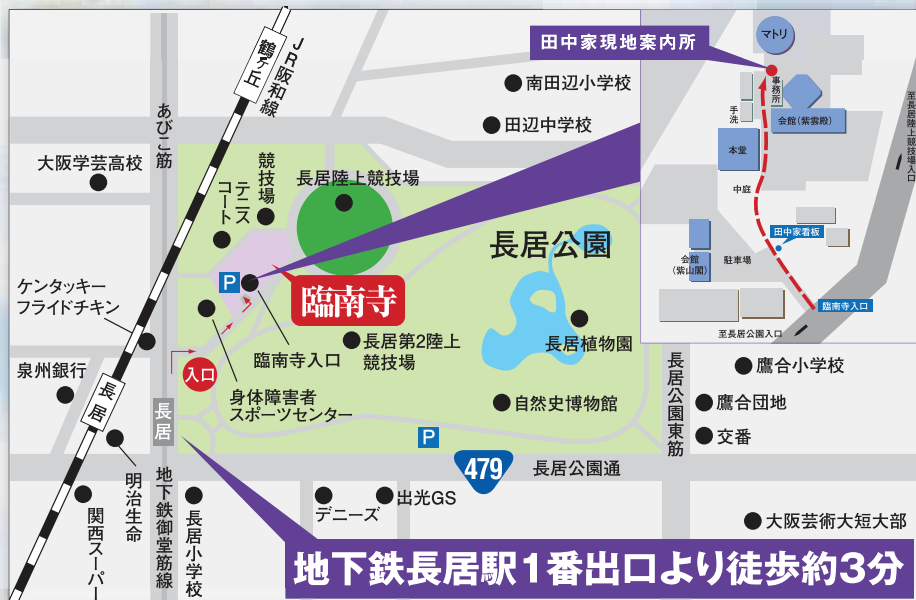 JR阪和線
鶴ヶ丘
あびこ筋
大阪学芸高校
競技場
テニス
コート
長居陸上競技場
南田辺小学校
田辺中学校
田中家現地案内所
マトリ
事務所
手洗
会館(紫雲殿)
本堂
中庭
田中家看板
会館
(紫山閣)
駐車場
臨南寺入口
至長居公園入口
至長居陸上競技場入口
長居公園
P
臨南寺
臨南寺入口
長居第2陸上
競技場
長居植物園
ケンタッキー
フライドチキン
泉州銀行
入口
身体障害者
スポーツセンター
自然史博物館
長居公園東筋
鷹合小学校
鷹合団地
交番
長居
長居
P
479
長居公園通
明治生命
関西スーパー
地下鉄御堂筋線
長居小学校
デニーズ
出光GS
大阪芸術大短大部
地下鉄長居駅1番出口より徒歩約3分